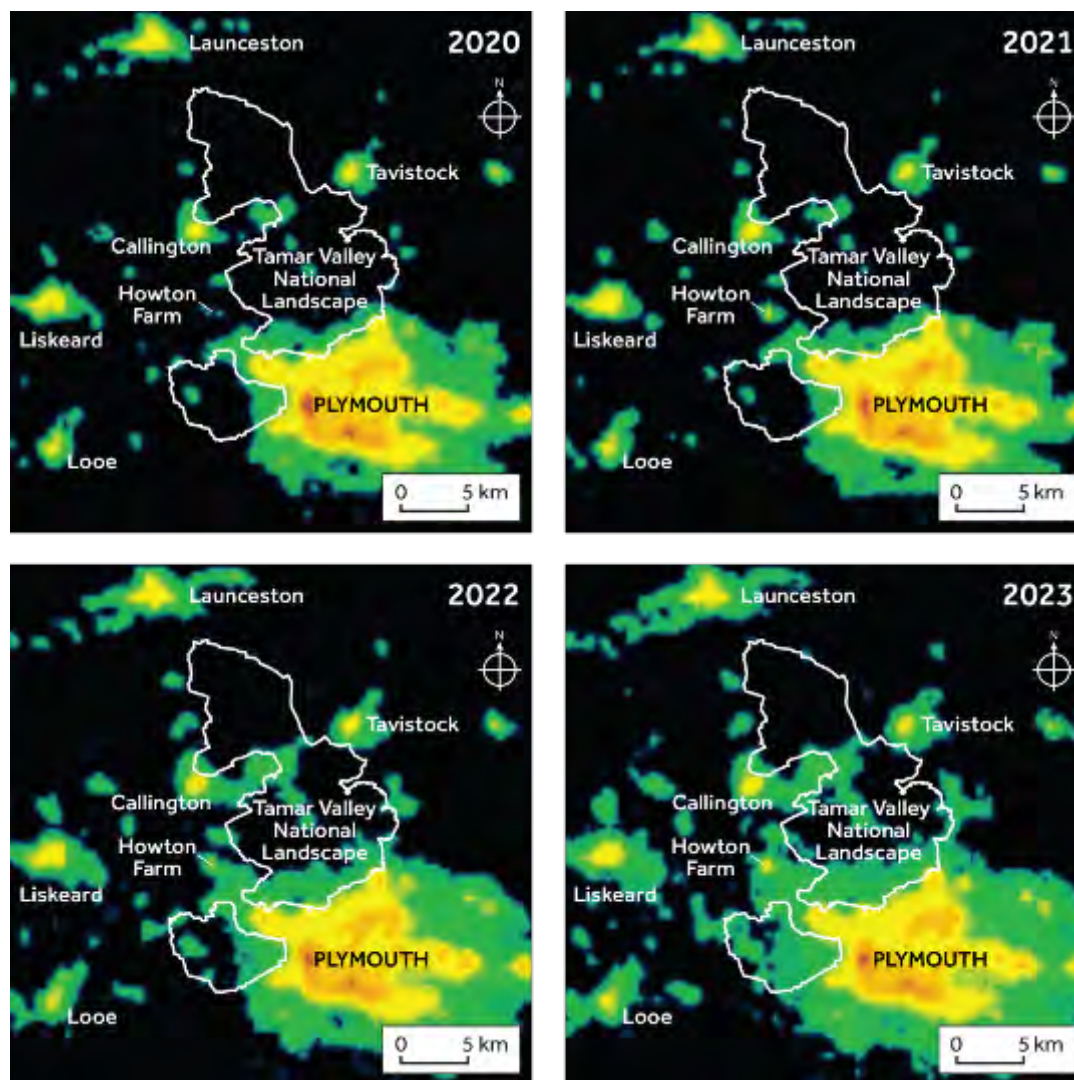 Launceston
2020
N
Tavistock
Callington
Tamar Valley
National
Landscape
Howton
Farm
Liskeard
PLYMOUTH
Looe
0 5 km
Launceston
2021
N
Tavistock
Callington
Tamar Valley
National
Landscape
Howton
Farm
Liskeard
PLYMOUTH
Looe
0 5 km
Launceston
2022
N
Tavistock
Callington
Tamar Valley
National
Landscape
Howton
Farm
Liskeard
PLYMOUTH
Looe
0 5 km
Launceston
2023
N
Tavistock
Callington
Tamar Valley
National
Landscape
Howton
Farm
Liskeard
PLYMOUTH
Looe
0 5 km